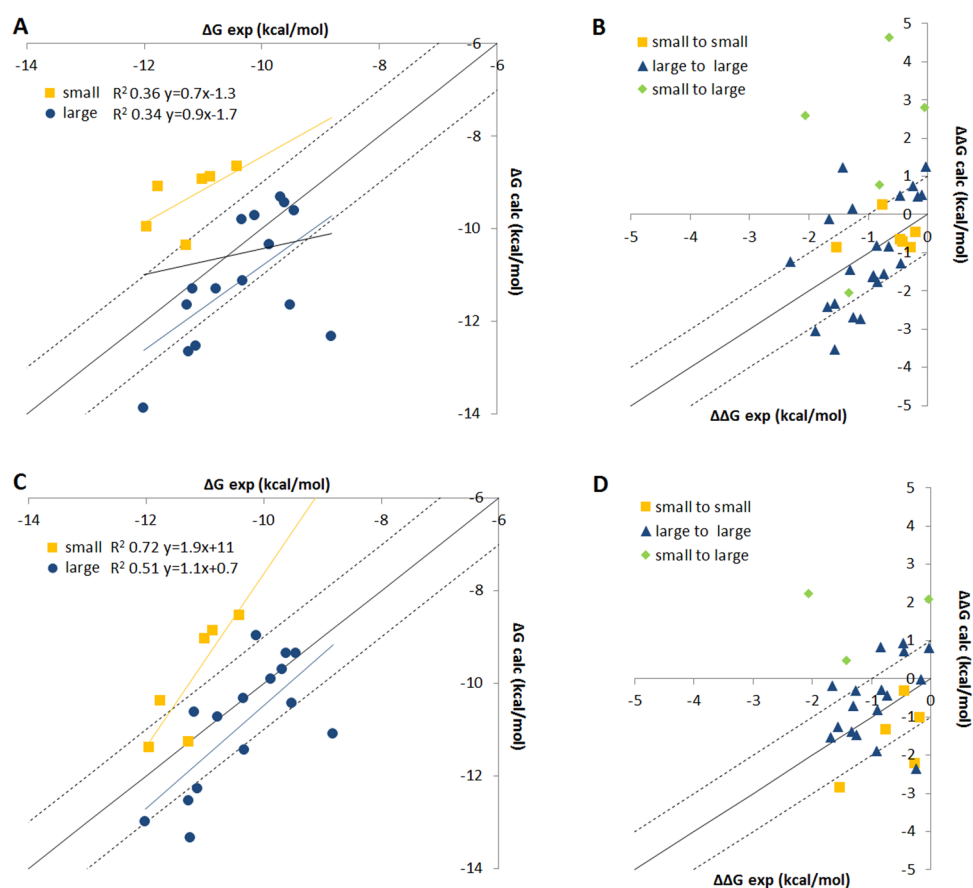 A
ΔG exp (kcal/mol)
-14 -12 -10 -8 -6
-6
-8
-10
-12
-14
ΔG calc (kcal/mol)
small R² 0.36 y=0.7x-1.3
large R² 0.34 y=0.9x-1.7
B
5
4
3
2
1
0
-1
-2
-3
-4
-5
-5 -4 -3 -2 -1 0
small to small
large to large
small to large
ΔΔG calc (kcal/mol)
ΔΔG exp (kcal/mol)
C
ΔG exp (kcal/mol)
-14 -12 -10 -8 -6
-6
-8
-10
-12
-14
ΔG calc (kcal/mol)
small R² 0.72 y=1.9x+11
large R² 0.51 y=1.1x+0.7
D
5
4
3
2
1
0
-1
-2
-3
-4
-5
-5 -4 -3 -2 -1 0
small to small
large to large
small to large
ΔΔG calc (kcal/mol)
ΔΔG exp (kcal/mol)